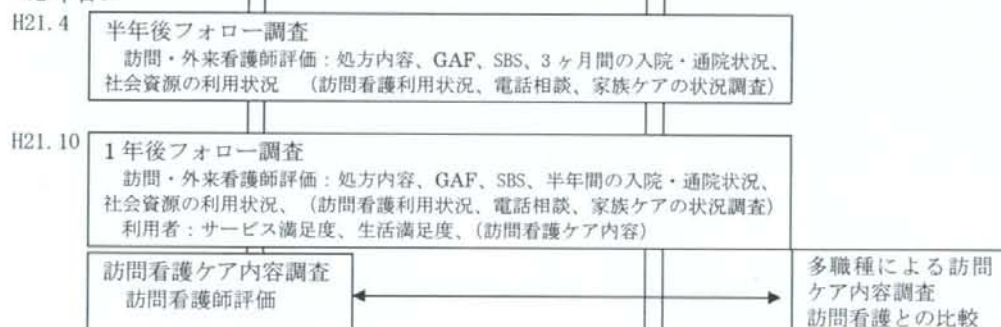 H21.4
半年後フォロー調査
訪問・外来看護師評価：処方内容、GAF、SBS、3ヶ月間の入院・通院状況、
社会資源の利用状況　（訪問看護利用状況、電話相談、家族ケアの状況調査）
H21.10
1年後フォロー調査
訪問・外来看護師評価：処方内容、GAF、SBS、半年間の入院・通院状況、
社会資源の利用状況、（訪問看護利用状況、電話相談、家族ケアの状況調査）
利用者：サービス満足度、生活満足度、（訪問看護ケア内容）
訪問看護ケア内容調査
訪問看護師評価
多職種による訪問
ケア内容調査
訪問看護との比較